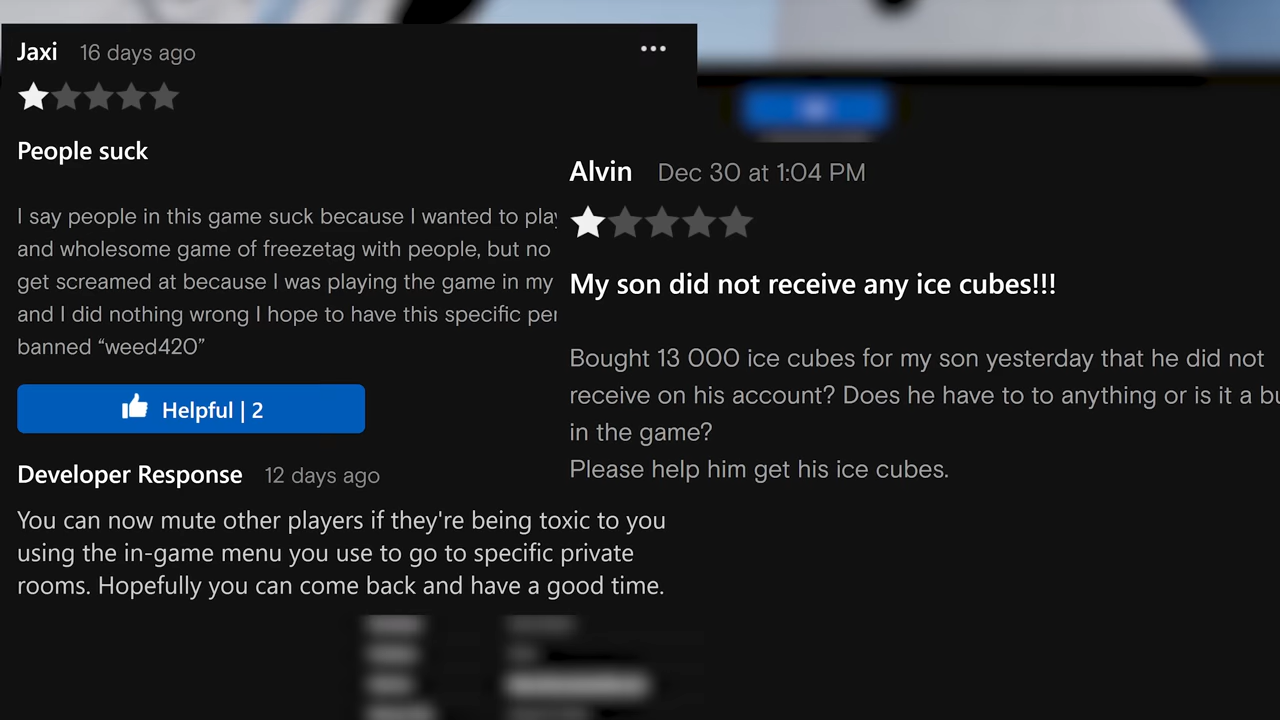 Jaxi 16 days ago
People suck
I say people in this game suck because I wanted to play
and wholesome game of freezetag with people, but no
get screamed at because I was playing the game in my
and I did nothing wrong I hope to have this specific per
banned “weed420”
Helpful | 2
Developer Response 12 days ago
You can now mute other players if they're being toxic to you
using the in-game menu you use to go to specific private
rooms. Hopefully you can come back and have a good time.
Alvin Dec 30 at 1:04 PM
My son did not receive any ice cubes!!!
Bought 13 000 ice cubes for my son yesterday that he did not
receive on his account? Does he have to to anything or is it a bu
in the game?
Please help him get his ice cubes.